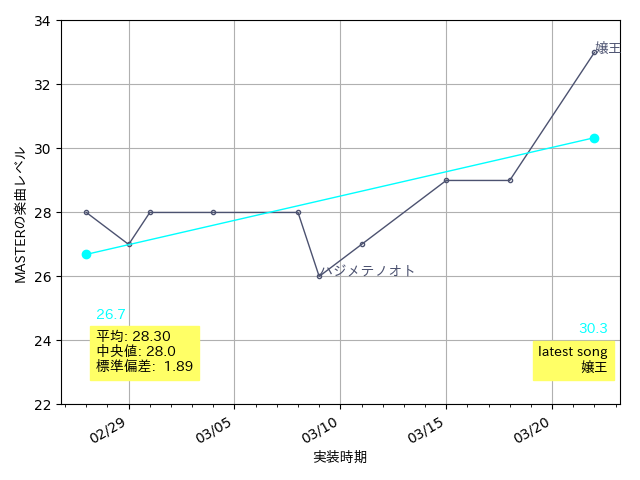 34
32
30
28
26
24
22
MASTERの楽曲レベル
嬢王
ハジメテノオト
26.7
平均: 28.30
中央値: 28.0
標準偏差: 1.89
30.3
latest song
嬢王
02/29
03/05
03/10
03/15
03/20
実装時期